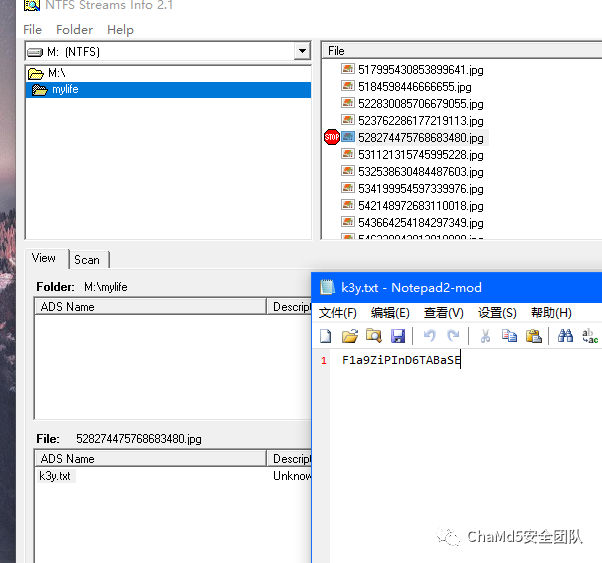 NTFS Streams Info 2.1
File Folder Help
M: (NTFS)
M:\
mylife
File
517995430853899641.jpg
5184598446666655.jpg
522830085706679055.jpg
523762286177219113.jpg
STOP 528274475768683480.jpg
531121315745995228.jpg
532538630484487603.jpg
534199954597339976.jpg
542148972683110018.jpg
543664254184297349.jpg
View Scan
Folder: M:\mylife
ADS Name Descript
File: 528274475768683480.jpg
ADS Name Descript
k3y.txt Unknow
k3y.txt - Notepad2-mod
文件(F) 编辑(E) 查看(V) 设置(S) 帮助(H)
ab
ac
1 F1a9ZiPInD6TABaSE
ChaMd5安全团队